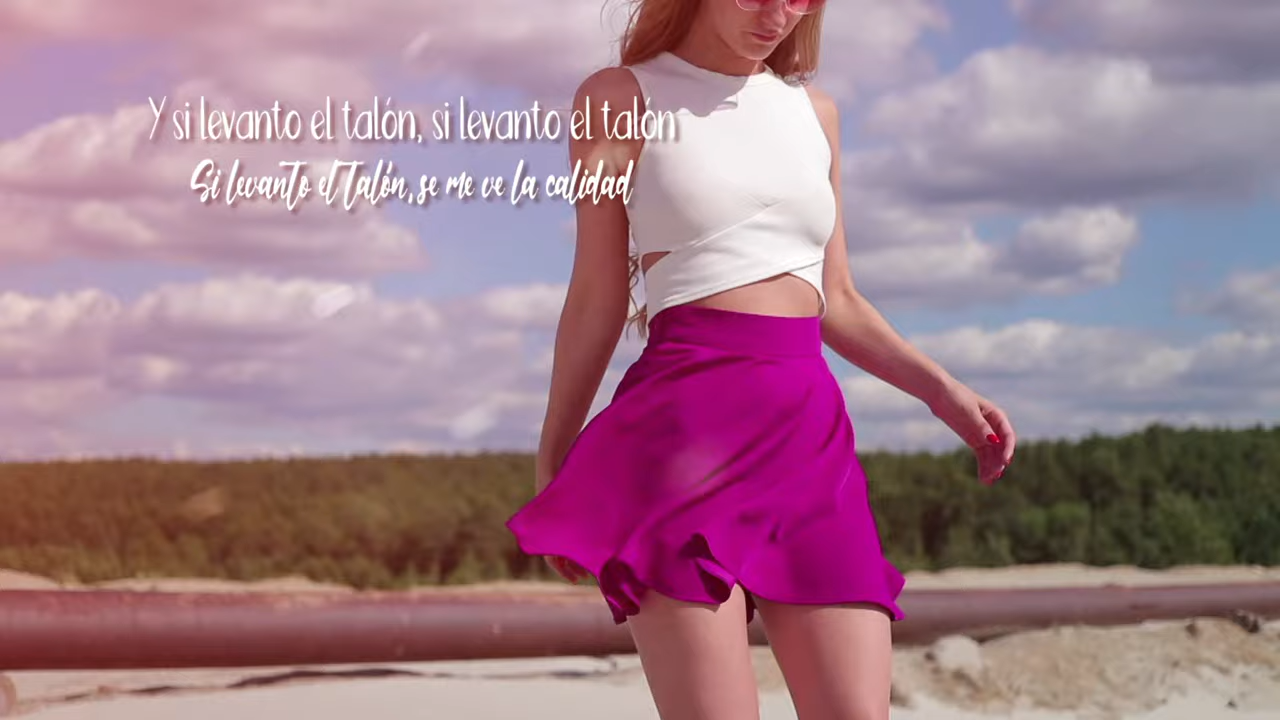 Y si levanto el talón, si levanto el talón
Si levanto el talón, se me ve la calidad